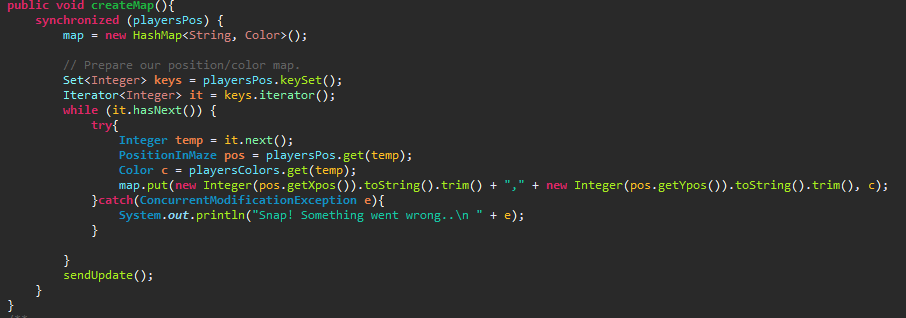 public void createMap(){
synchronized (playersPos) {
map = new HashMap<String, Color>();
// Prepare our position/color map.
Set<Integer> keys = playersPos.keySet();
Iterator<Integer> it = keys.iterator();
while (it.hasNext()) {
try{
Integer temp = it.next();
PositionInMaze pos = playersPos.get(temp);
Color c = playersColors.get(temp);
map.put(new Integer(pos.getXpos()).toString().trim() + "," + new Integer(pos.getYpos()).toString().trim(), c);
}catch(ConcurrentModificationException e){
System.out.println("Snap! Something went wrong..\n " + e);
}
}
sendUpdate();
}
}